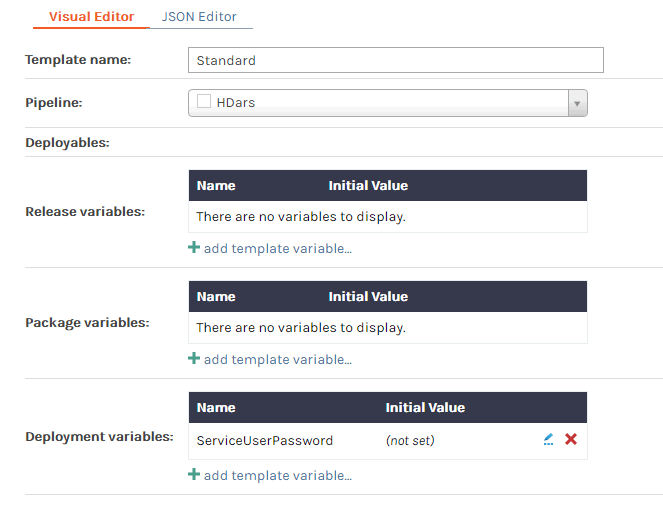 Visual Editor JSON Editor
Template name: Standard
Pipeline: HDars
Deployables:
Name Initial Value
Release variables: There are no variables to display.
add template variable...
Name Initial Value
Package variables: There are no variables to display.
add template variable...
Name Initial Value
Deployment variables: ServiceUserPassword (not set)
add template variable...